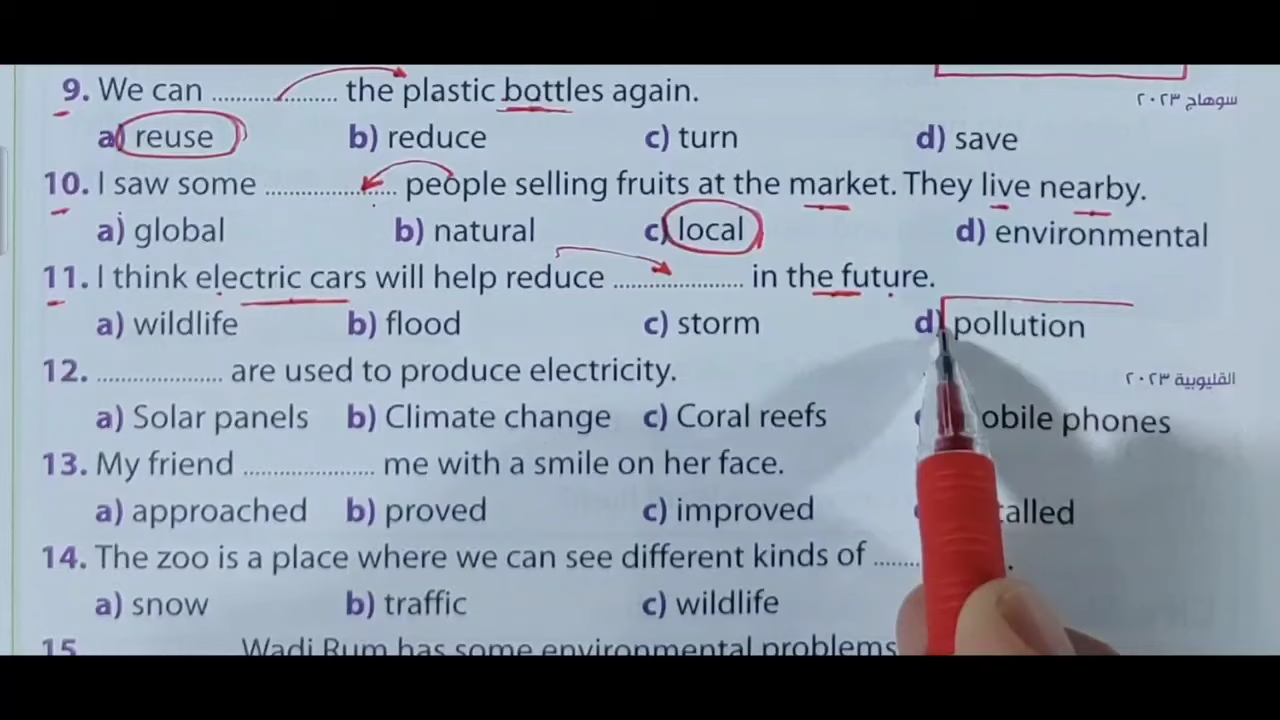 9. We can .................... the plastic bottles again.
سوهاج ٢٠٢٣
a) reuse b) reduce c) turn d) save
10. I saw some .................... people selling fruits at the market. They live nearby.
a) global b) natural c) local d) environmental
11. I think electric cars will help reduce .................... in the future.
a) wildlife b) flood c) storm d) pollution
12. .................... are used to produce electricity.
القليوبية ٢٠٢٣
a) Solar panels b) Climate change c) Coral reefs obile phones
13. My friend .................... me with a smile on her face.
a) approached b) proved c) improved talled
14. The zoo is a place where we can see different kinds of ........ .
a) snow b) traffic c) wildlife
15 Wadi Rum has some environmental problems